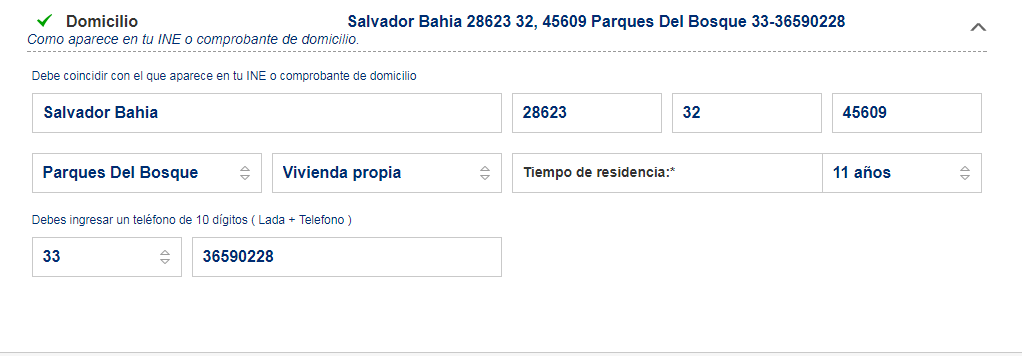 Domicilio Salvador Bahia 28623 32, 45609 Parques Del Bosque 33-36590228
Como aparece en tu INE o comprobante de domicilio.
Debe coincidir con el que aparece en tu INE o comprobante de domicilio
Salvador Bahia 28623 32 45609
Parques Del Bosque Vivienda propia Tiempo de residencia:* 11 años
Debes ingresar un teléfono de 10 dígitos ( Lada + Telefono )
33 36590228